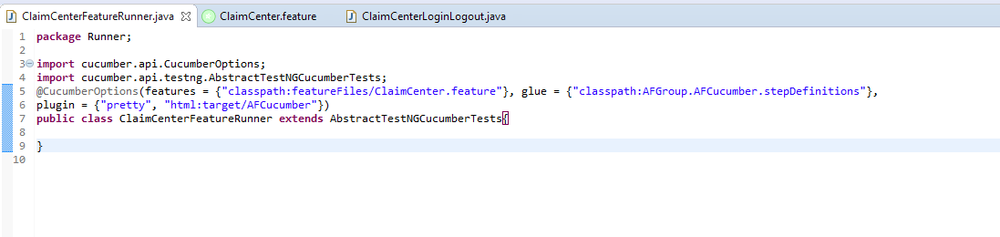 ClaimCenterFeatureRunner.java ClaimCenter.feature ClaimCenterLoginLogout.java
1 package Runner;
2
3 import cucumber.api.CucumberOptions;
4 import cucumber.api.testng.AbstractTestNGCucumberTests;
5 @CucumberOptions(features = {"classpath:featureFiles/ClaimCenter.feature"}, glue = {"classpath:AFGroup.AFCucumber.stepDefinitions"},
6 plugin = {"pretty", "html:target/AFCucumber"})
7 public class ClaimCenterFeatureRunner extends AbstractTestNGCucumberTests{
8
9 }
10